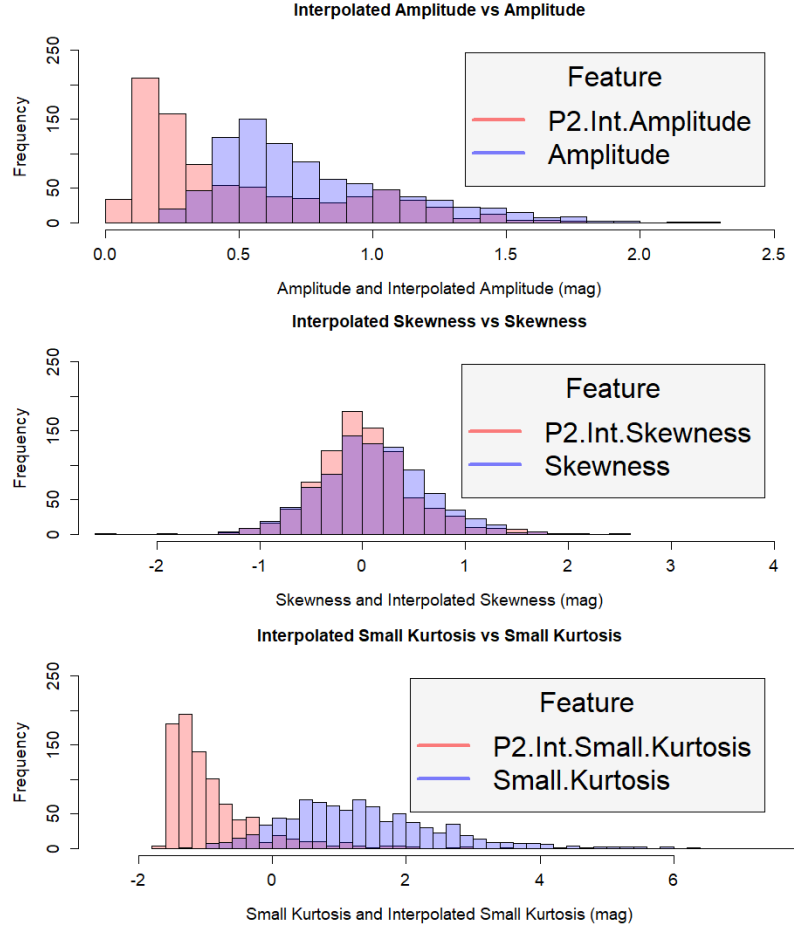 Interpolated Amplitude vs Amplitude
250
150
50
0
Frequency
Feature
P2.Int.Amplitude
Amplitude
0.0 0.5 1.0 1.5 2.0 2.5
Amplitude and Interpolated Amplitude (mag)
Interpolated Skewness vs Skewness
250
150
50
0
Frequency
Feature
P2.Int.Skewness
Skewness
-2 -1 0 1 2 3 4
Skewness and Interpolated Skewness (mag)
Interpolated Small Kurtosis vs Small Kurtosis
250
150
50
0
Frequency
Feature
P2.Int.Small.Kurtosis
Small.Kurtosis
-2 0 2 4 6
Small Kurtosis and Interpolated Small Kurtosis (mag)